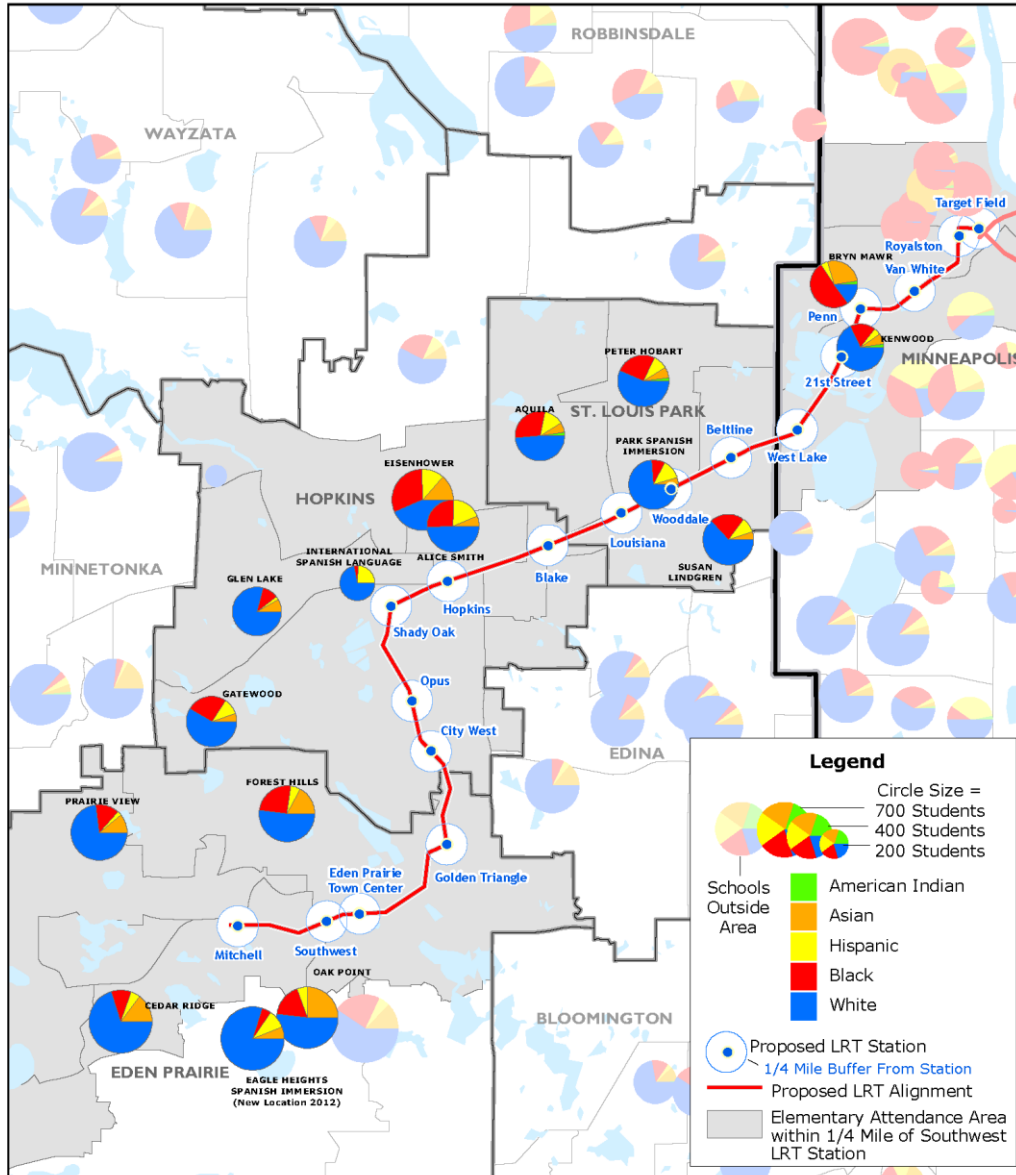 ROBBINSDALE
WAYZATA
Target Field
Royalston
BRYN MAWR
Van White
Penn
KENWOOD
MINNEAPOLIS
PETER HOBART
21st Street
AQUILA
ST. LOUIS PARK
Beltline
PARK SPANISH
IMMERSION
West Lake
EISENHOWER
HOPKINS
Wooddale
Louisiana
INTERNATIONAL
SPANISH LANGUAGE
ALICE SMITH
Blake
SUSAN
LINDGREN
MINNETONKA
GLEN LAKE
Hopkins
Shady Oak
Opus
GATEWOOD
City West
EDINA
FOREST HILLS
PRAIRIE VIEW
Golden Triangle
Eden Prairie
Town Center
Mitchell
Southwest
OAK POINT
CEDAR RIDGE
BLOOMINGTON
EDEN PRAIRIE
EAGLE HEIGHTS
SPANISH IMMERSION
(New Location 2012)
Legend
Circle Size =
700 Students
400 Students
200 Students
Schools
Outside
Area
American Indian
Asian
Hispanic
Black
White
Proposed LRT Station
1/4 Mile Buffer From Station
Proposed LRT Alignment
Elementary Attendance Area
within 1/4 Mile of Southwest
LRT Station